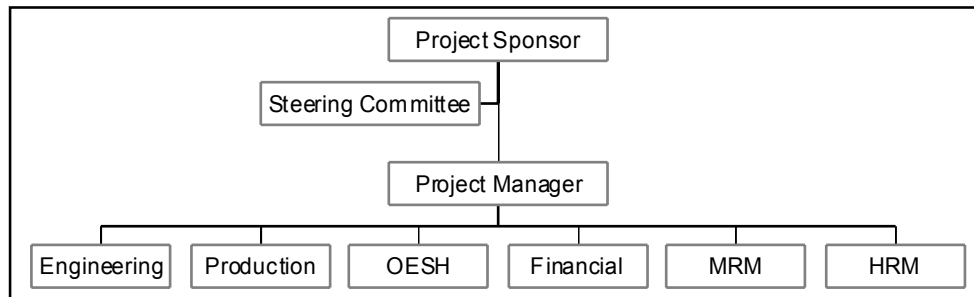 Project Sponsor
Steering Committee
Project Manager
Engineering
Production
OESH
Financial
MRM
HRM